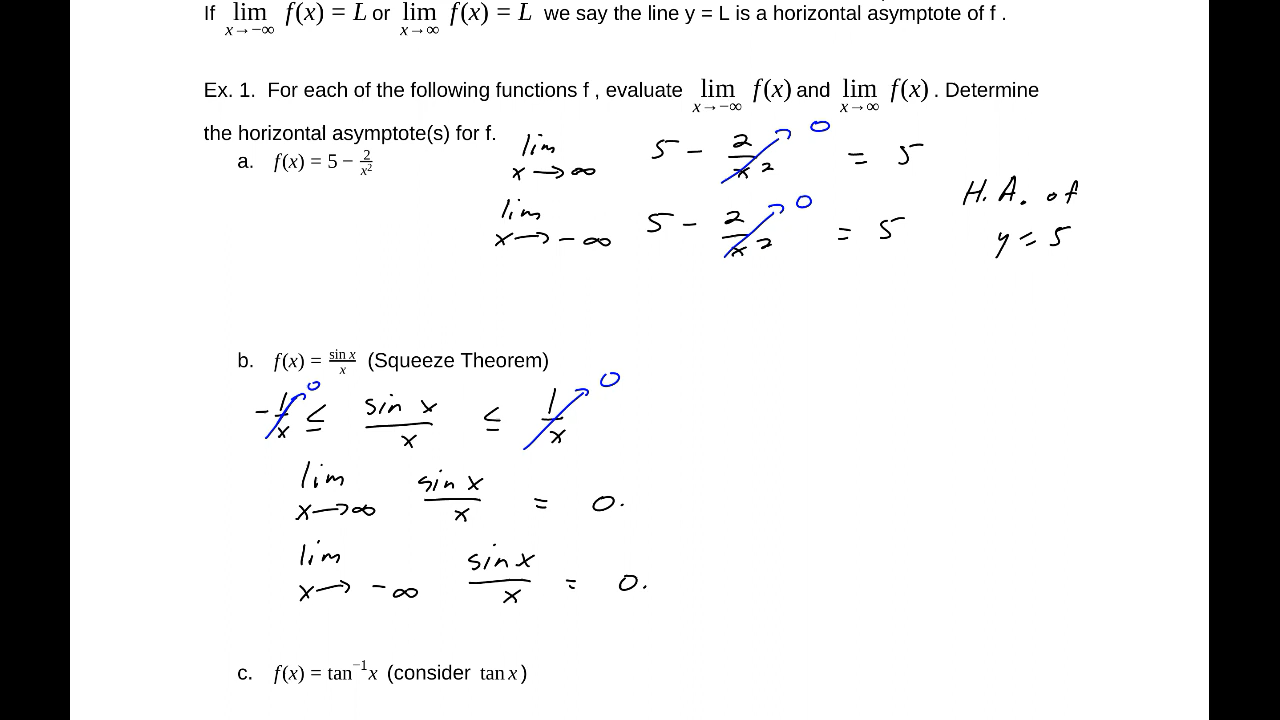 If lim x→−∞ f(x) = L or lim x→∞ f(x) = L we say the line y = L is a horizontal asymptote of f .
Ex. 1. For each of the following functions f , evaluate lim x→−∞ f(x) and lim x→∞ f(x) . Determine
the horizontal asymptote(s) for f.
a. f(x) = 5 − 2/x²
lim x→∞ 5 − 2/x² → 0 = 5
lim x→−∞ 5 − 2/x² → 0 = 5
H.A. of
y = 5
b. f(x) = sin x/x (Squeeze Theorem)
−1/x → 0 ≤ sin x/x ≤ 1/x → 0
lim x→∞ sin x/x = 0.
lim x→−∞ sin x/x = 0.
c. f(x) = tan⁻¹x (consider tan x)